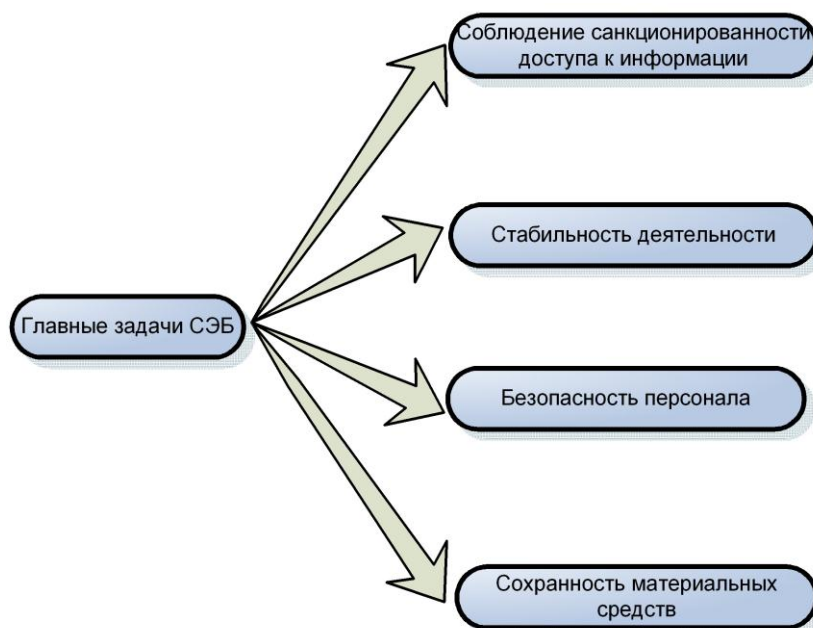 Соблюдение санкционированности
доступа к информации
Стабильность деятельности
Главные задачи СЭБ
Безопасность персонала
Сохранность материальных
средств